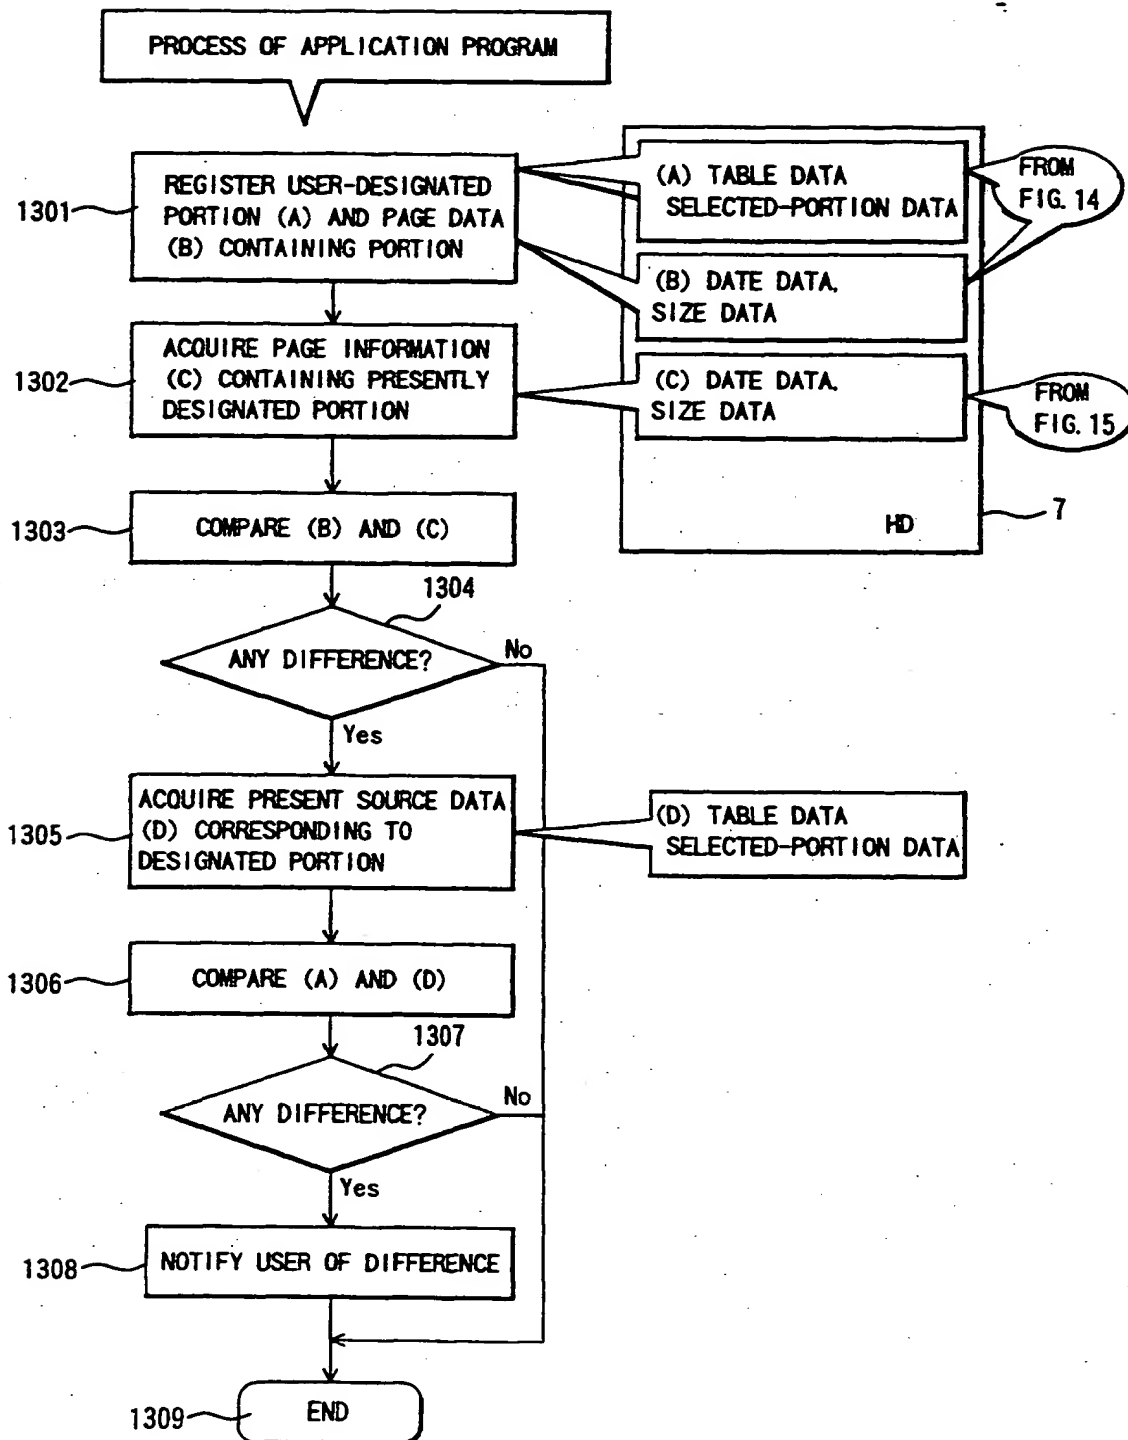 PROCESS OF APPLICATION PROGRAM
1301
REGISTER USER-DESIGNATED
PORTION (A) AND PAGE DATA
(B) CONTAINING PORTION
(A) TABLE DATA
SELECTED-PORTION DATA
FROM
FIG. 14
(B) DATE DATA,
SIZE DATA
1302
ACQUIRE PAGE INFORMATION
(C) CONTAINING PRESENTLY
DESIGNATED PORTION
(C) DATE DATA,
SIZE DATA
FROM
FIG. 15
1303
COMPARE (B) AND (C)
HD
7
1304
ANY DIFFERENCE?
No
Yes
1305
ACQUIRE PRESENT SOURCE DATA
(D) CORRESPONDING TO
DESIGNATED PORTION
(D) TABLE DATA
SELECTED-PORTION DATA
1306
COMPARE (A) AND (D)
1307
ANY DIFFERENCE?
No
Yes
1308
NOTIFY USER OF DIFFERENCE
1309
END